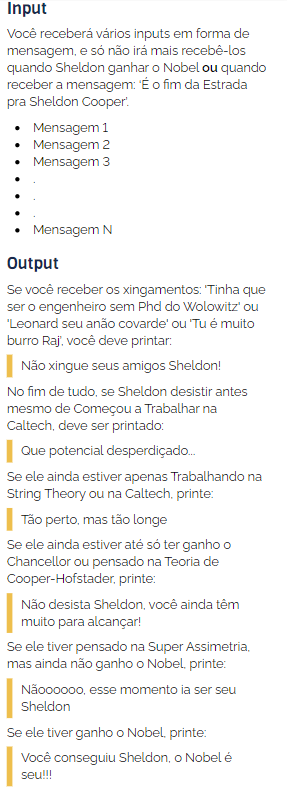 Input
Você receberá vários inputs em forma de
mensagem, e só não irá mais recebê-los
quando Sheldon ganhar o Nobel ou quando
receber a mensagem: 'É o fim da Estrada
pra Sheldon Cooper'.
• Mensagem 1
• Mensagem 2
• Mensagem 3
• .
• .
• .
• Mensagem N
Output
Se você receber os xingamentos: 'Tinha que
ser o engenheiro sem Phd do Wolowitz' ou
'Leonard seu anão covarde' ou 'Tu é muito
burro Raj', você deve printar:
Não xingue seus amigos Sheldon!
No fim de tudo, se Sheldon desistir antes
mesmo de Começou a Trabalhar na
Caltech, deve ser printado:
Que potencial desperdiçado...
Se ele ainda estiver apenas Trabalhando na
String Theory ou na Caltech, printe:
Tão perto, mas tão longe
Se ele ainda estiver até só ter ganho o
Chancellor ou pensado na Teoria de
Cooper-Hofstader, printe:
Não desista Sheldon, você ainda têm
muito para alcançar!
Se ele tiver pensado na Super Assimetria,
mas ainda não ganho o Nobel, printe:
Nãoooooo, esse momento ia ser seu
Sheldon
Se ele tiver ganho o Nobel, printe:
Você conseguiu Sheldon, o Nobel é
seu!!!